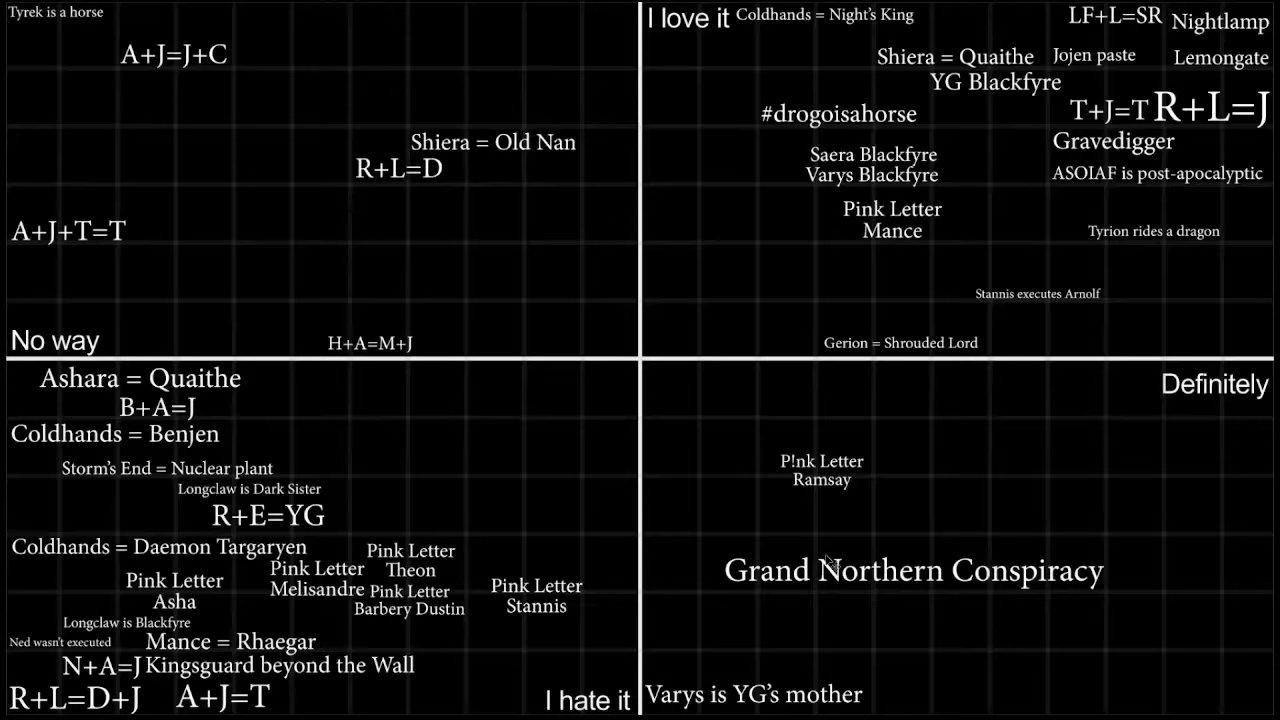 Tyrek is a horse
A+J=J+C
Shiera = Old Nan
R+L=D
A+J+T=T
No way
H+A=M+J
I love it
Coldhands = Night's King
LF+L=SR
Nightlamp
Shiera = Quaithe
Jojen paste
Lemongate
YG Blackfyre
#drogoisahorse
T+J=T
R+L=J
Gravedigger
Saera Blackfyre
Varys Blackfyre
ASOIAF is post-apocalyptic
Pink Letter
Mance
Tyrion rides a dragon
Stannis executes Arnolf
Gerion = Shrouded Lord
Ashara = Quaithe
B+A=J
Coldhands = Benjen
Storm's End = Nuclear plant
Longclaw is Dark Sister
R+E=YG
Coldhands = Daemon Targaryen
Pink Letter
Theon
Pink Letter
Melisandre
Pink Letter
Asha
Pink Letter
Barbery Dustin
Pink Letter
Stannis
Longclaw is Blackfyre
Ned wasn't executed
Mance = Rhaegar
N+A=J
Kingsguard beyond the Wall
R+L=D+J
A+J=T
I hate it
Definitely
P!nk Letter
Ramsay
Grand Northern Conspiracy
Varys is YG's mother